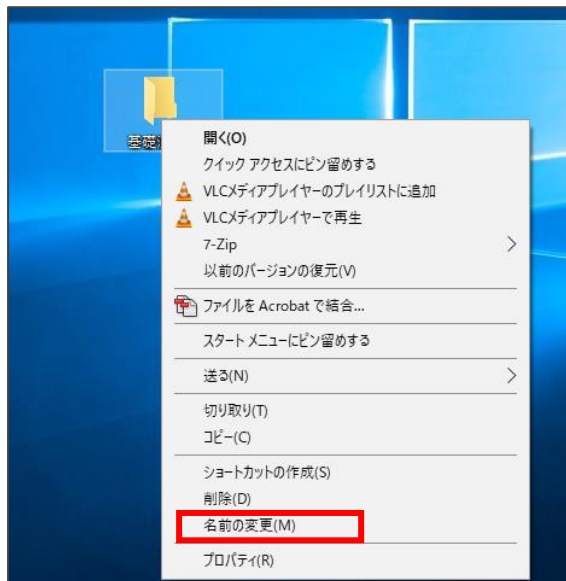 基礎
開く(O)
クイック アクセスにピン留めする
VLCメディアプレイヤーのプレイリストに追加
VLCメディアプレイヤーで再生
7-Zip
以前のバージョンの復元(V)
ファイルを Acrobat で結合...
スタート メニューにピン留めする
送る(N)
切り取り(T)
コピー(C)
ショートカットの作成(S)
削除(D)
名前の変更(M)
プロパティ(R)